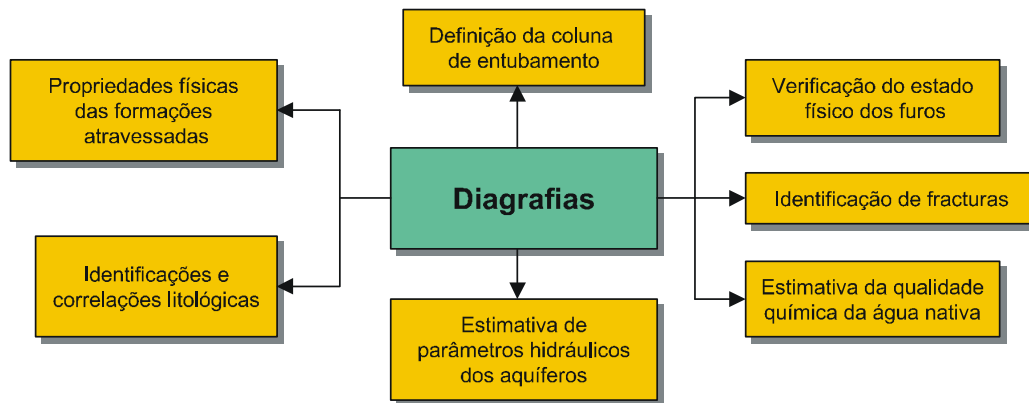 Definição da coluna
de entubamento
Propriedades físicas
das formações
atravessadas
Verificação do estado
físico dos furos
Diagrafias
Identificação de fracturas
Identificações e
correlações litológicas
Estimativa da qualidade
química da água nativa
Estimativa de
parâmetros hidráulicos
dos aquíferos